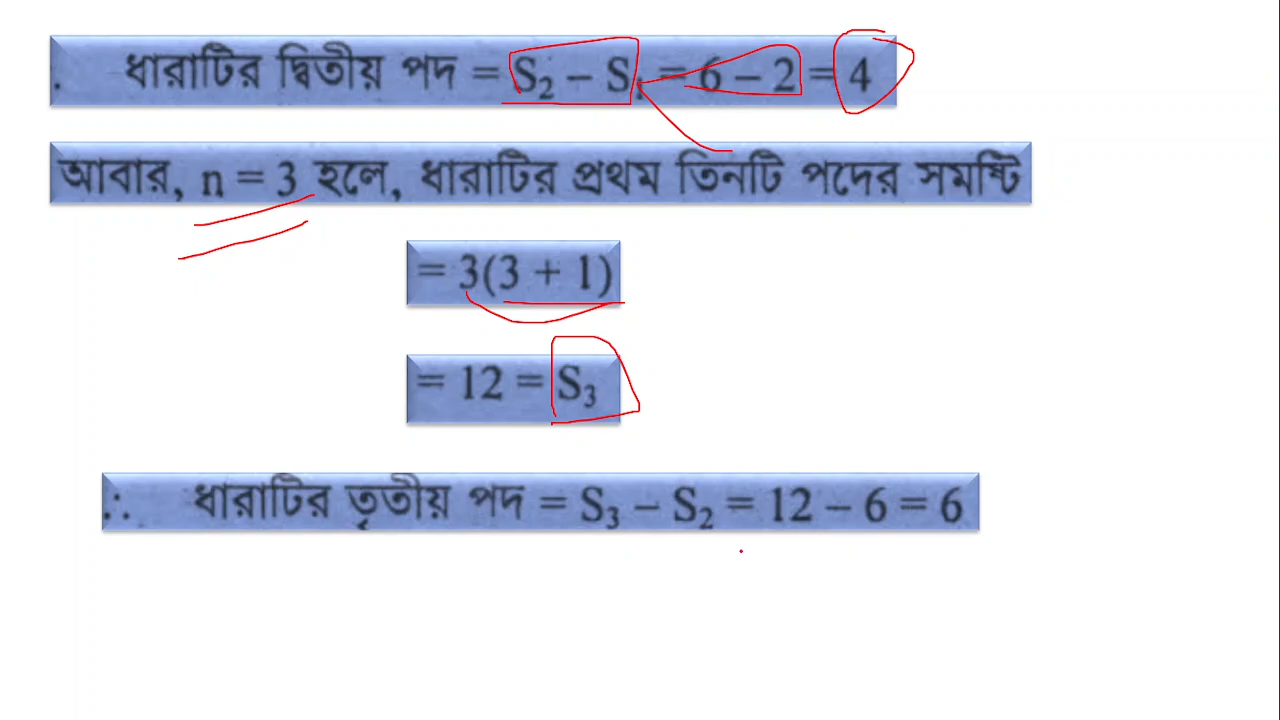 . ধারাটির দ্বিতীয় পদ = S₂ – S₁ = 6 – 2 = 4
আবার, n = 3 হলে, ধারাটির প্রথম তিনটি পদের সমষ্টি
= 3(3 + 1)
= 12 = S₃
∴ ধারাটির তৃতীয় পদ = S₃ – S₂ = 12 – 6 = 6